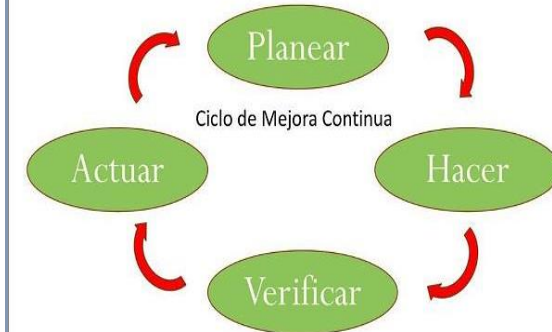 Planear
Ciclo de Mejora Continua
Actuar
Hacer
Verificar